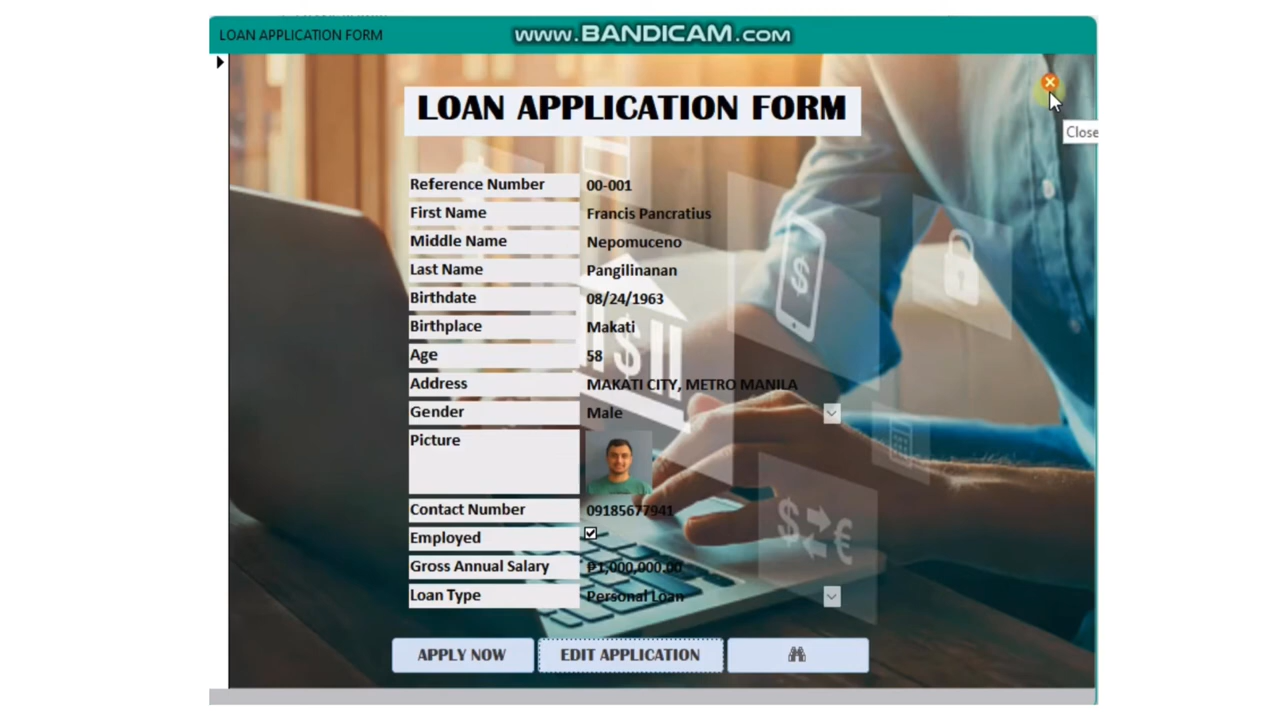 LOAN APPLICATION FORM
www.BANDICAM.com
Close
LOAN APPLICATION FORM
Reference Number 00-001
First Name Francis Pancratius
Middle Name Nepomuceno
Last Name Pangilinanan
Birthdate 08/24/1963
Birthplace Makati
Age 58
Address MAKATI CITY, METRO MANILA
Gender Male
Picture
Contact Number 09185677941
Employed
Gross Annual Salary ₱1,000,000.00
Loan Type Personal Loan
APPLY NOW EDIT APPLICATION